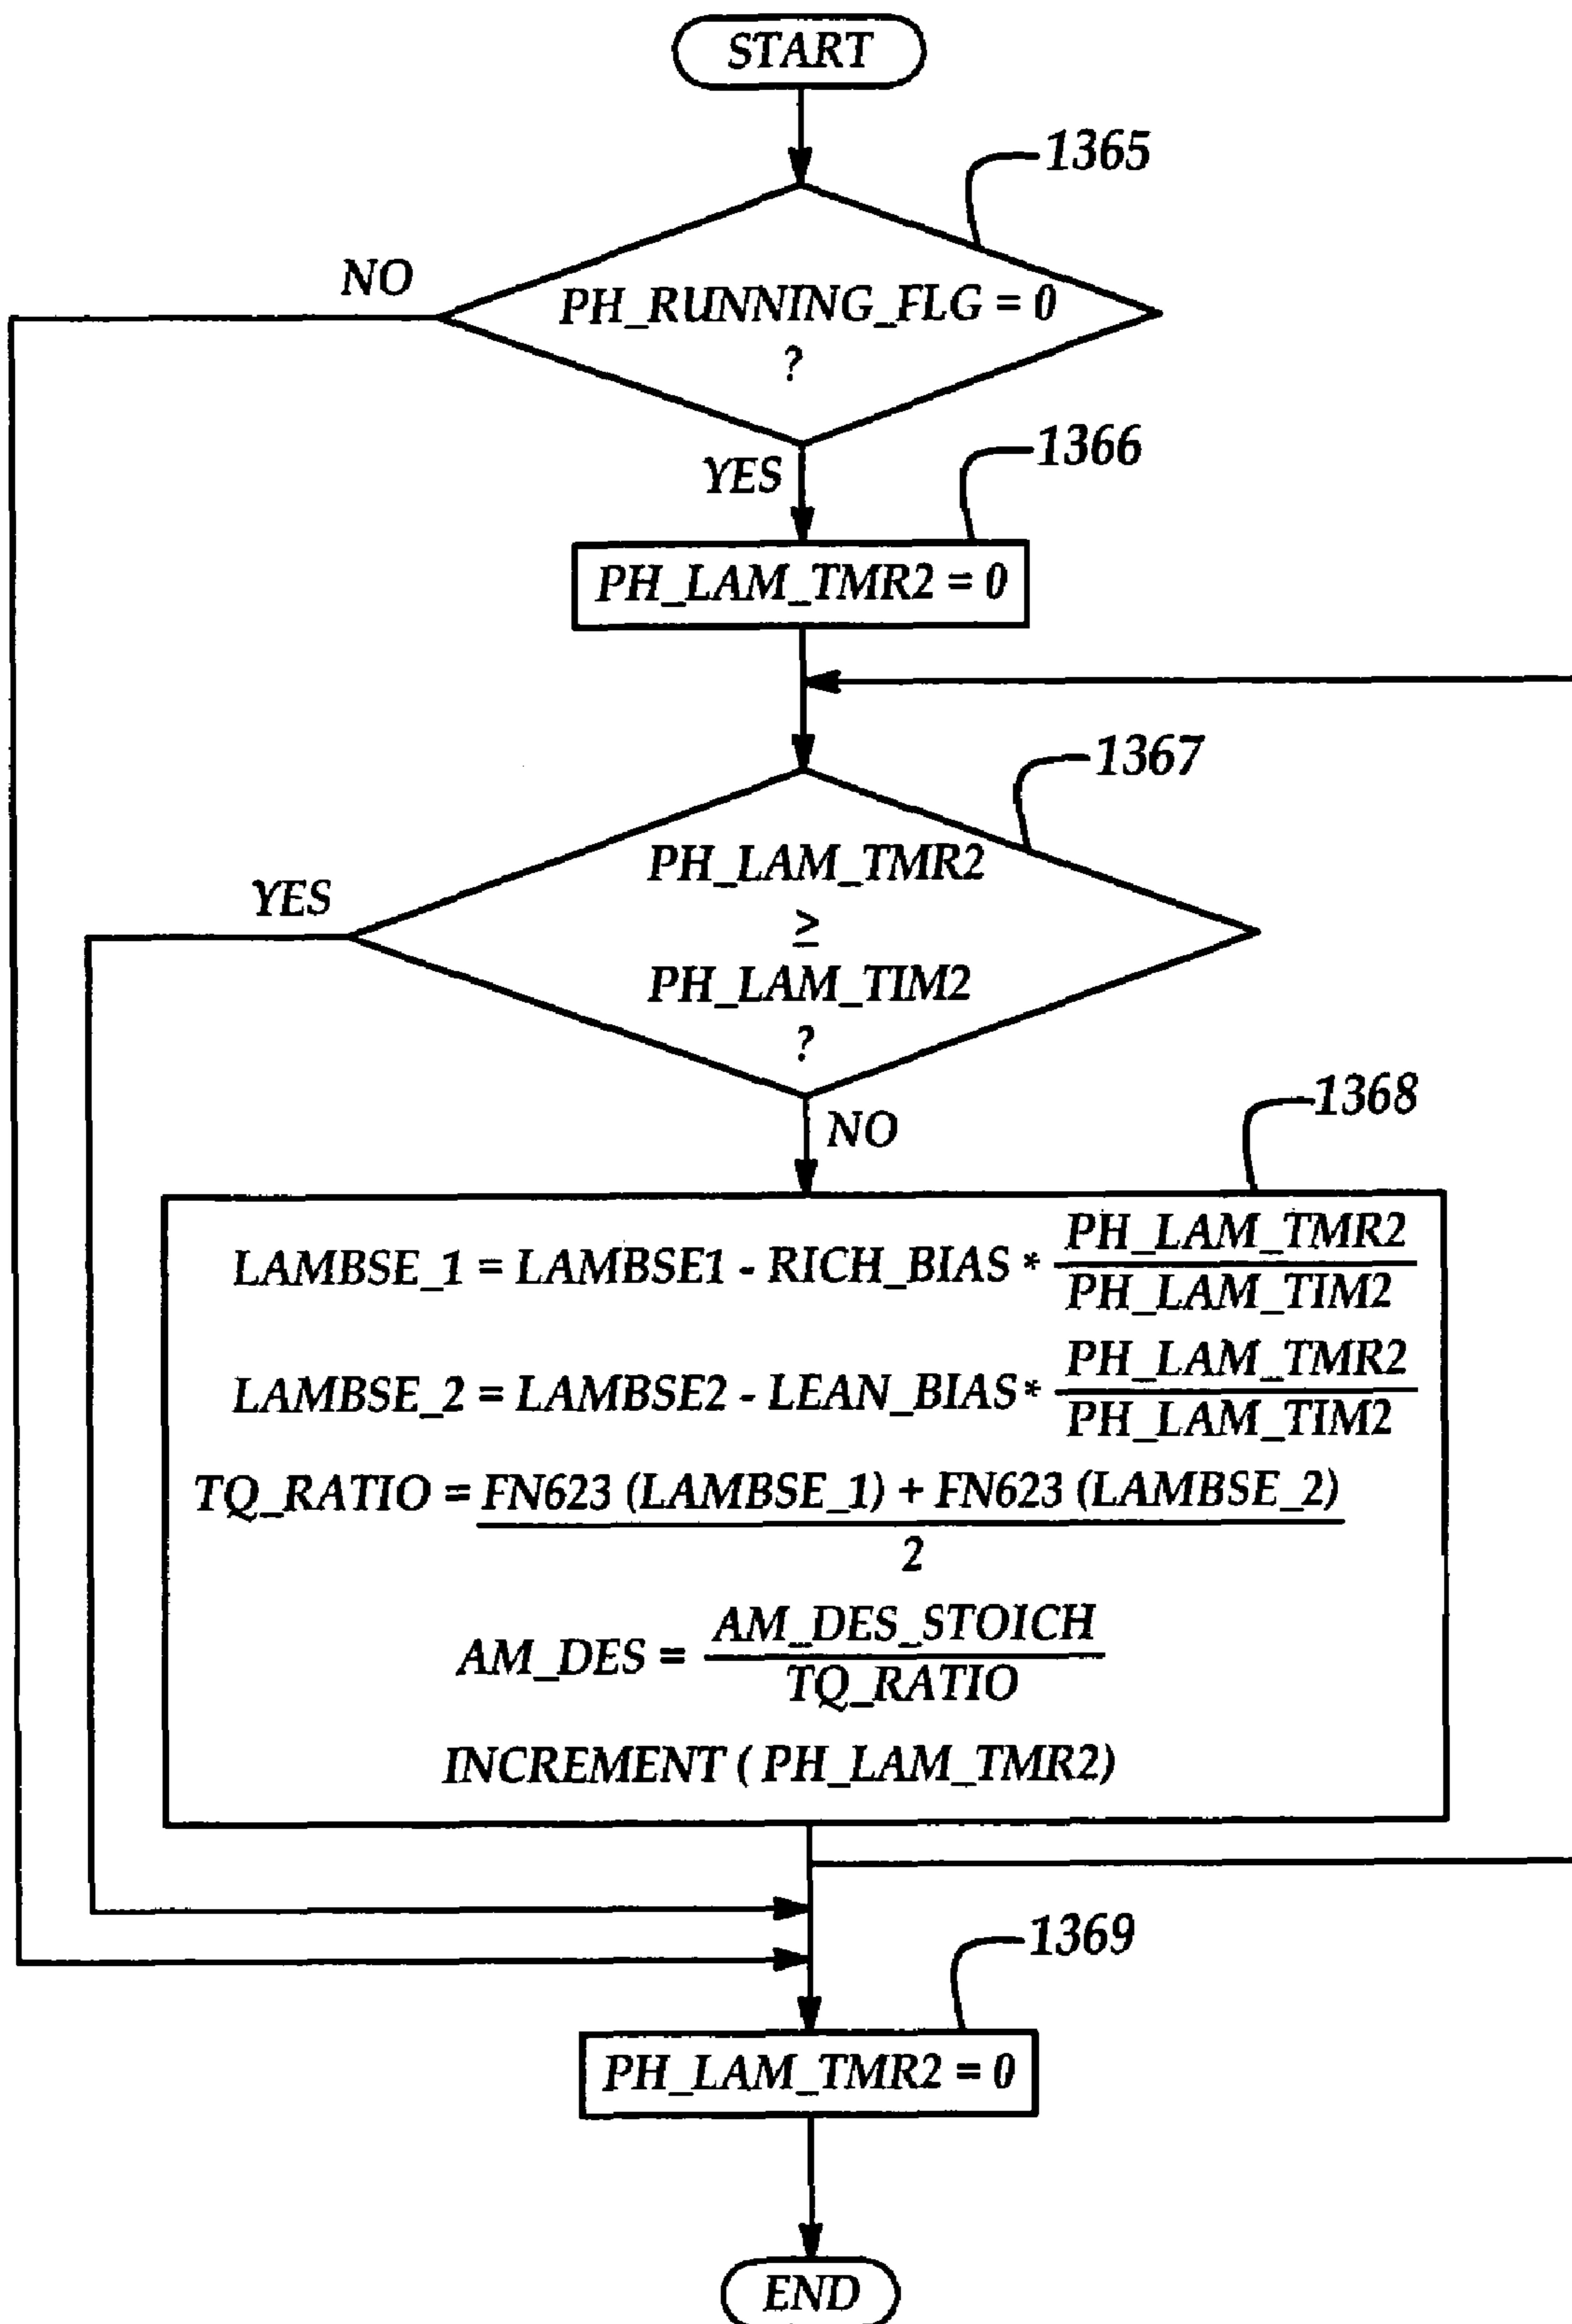 START
1365
NO
PH_RUNNING_FLG = 0
?
1366
YES
PH_LAM_TMR2 = 0
1367
PH_LAM_TMR2
YES
≥
PH_LAM_TIM2
?
1368
NO
LAMBSE_1 = LAMBSE1 - RICH_BIAS * PH_LAM_TMR2
PH_LAM_TIM2
LAMBSE_2 = LAMBSE2 - LEAN_BIAS * PH_LAM_TMR2
PH_LAM_TIM2
TQ_RATIO = FN623 (LAMBSE_1) + FN623 (LAMBSE_2)
2
AM_DES = AM_DES_STOICH
TQ_RATIO
INCREMENT ( PH_LAM_TMR2)
1369
PH_LAM_TMR2 = 0
END